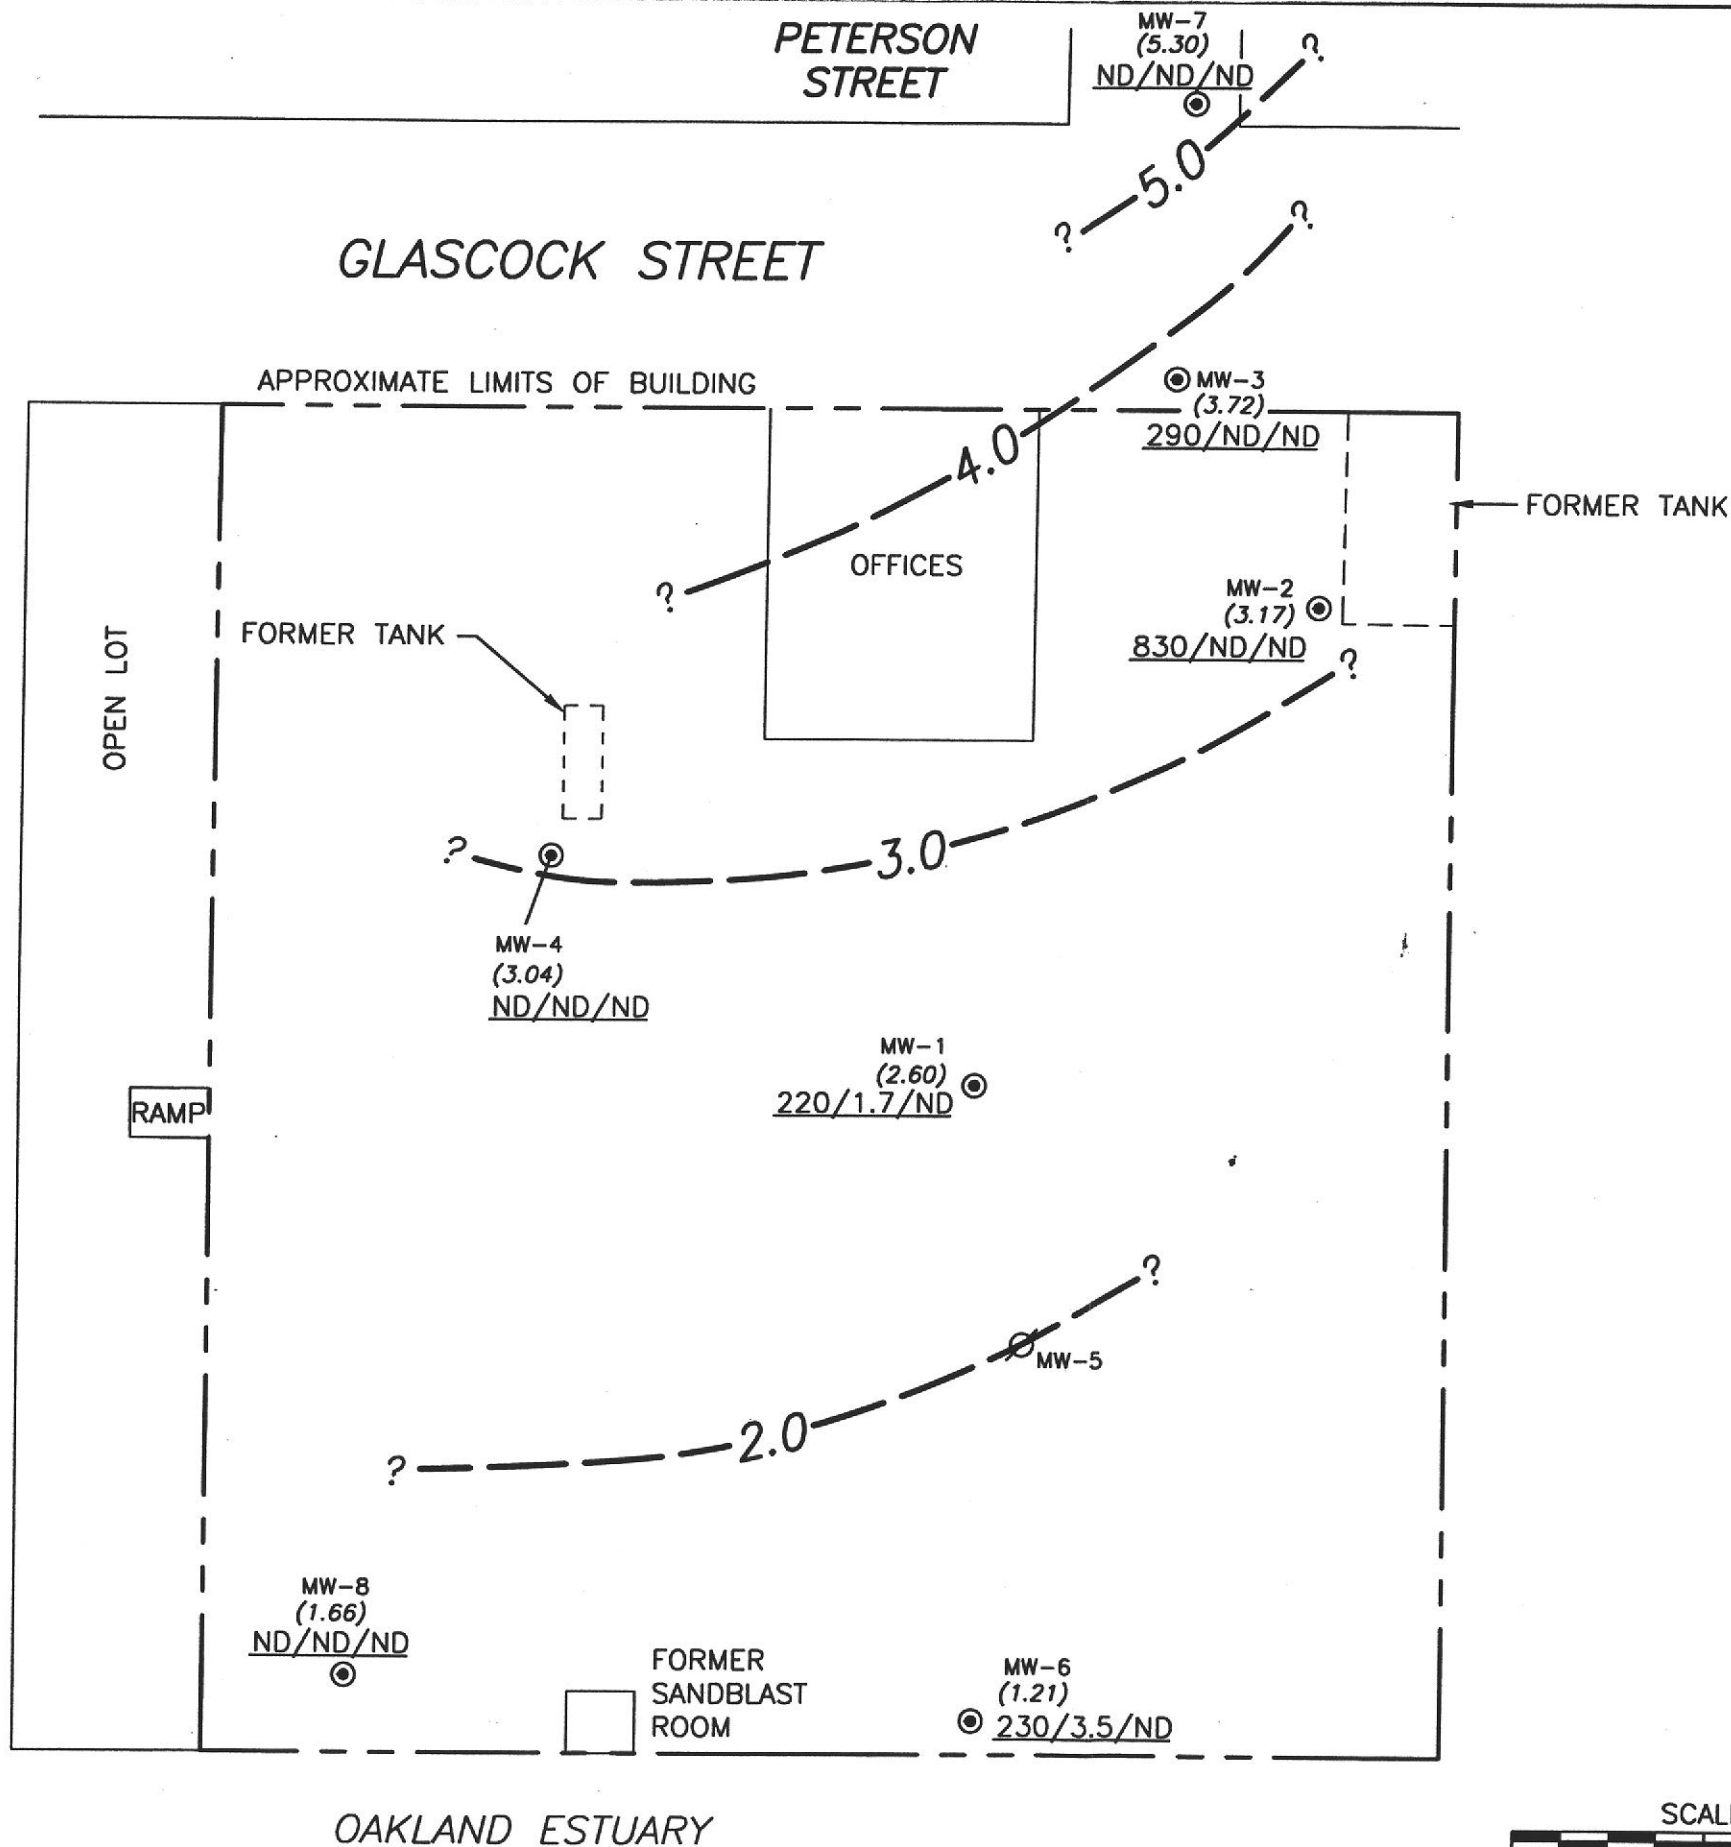 PETERSON
STREET
MW-7
(5.30)
ND/ND/ND
?
5.0
?
?
GLASCOCK STREET
APPROXIMATE LIMITS OF BUILDING
MW-3
(3.72)
290/ND/ND
4.0
FORMER TANK
OFFICES
?
MW-2
(3.17)
830/ND/ND
FORMER TANK
OPEN LOT
?
?
3.0
MW-4
(3.04)
ND/ND/ND
MW-1
(2.60)
220/1.7/ND
RAMP
?
MW-5
2.0
?
MW-8
(1.66)
ND/ND/ND
FORMER
SANDBLAST
ROOM
MW-6
(1.21)
230/3.5/ND
OAKLAND ESTUARY